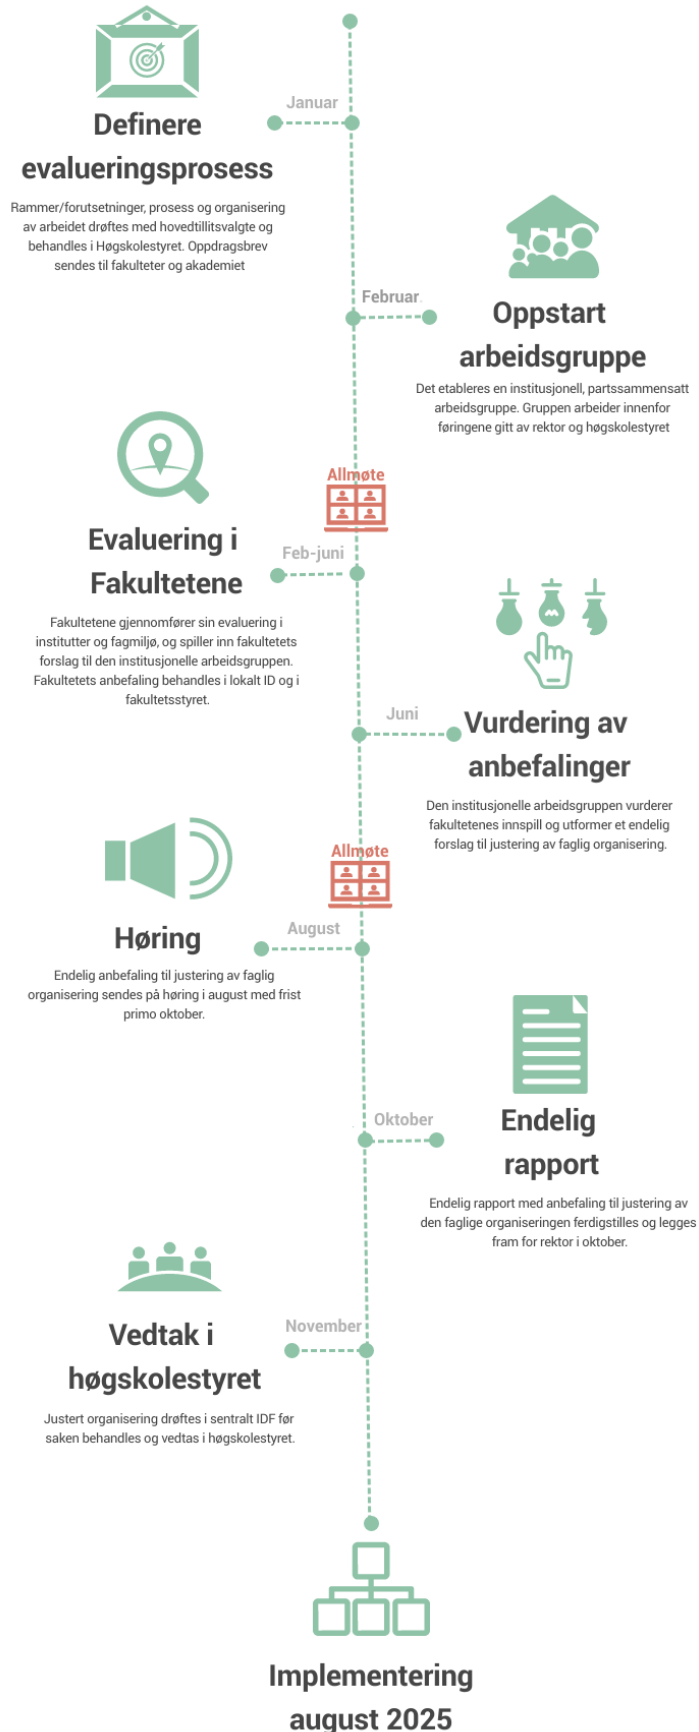 Januar
Definere
evalueringsprosess
Rammer/forutsetninger, prosess og organisering
av arbeidet drøftes med hovedtillitsvalgte og
behandles i Høgskolestyret. Oppdragsbrev
sendes til fakulteter og akademiet
Februar.
Oppstart
arbeidsgruppe
Det etableres en institusjonell, partssammensatt
arbeidsgruppe. Gruppen arbeider innenfor
føringene gitt av rektor og høgskolestyret
Allmøte
Feb-juni
Evaluering i
Fakultetene
Fakultetene gjennomfører sin evaluering i
institutter og fagmiljø, og spiller inn fakultetets
forslag til den institusjonelle arbeidsgruppen.
Fakultetets anbefaling behandles i lokalt ID og i
fakultetsstyret.
Juni
Vurdering av
anbefalinger
Den institusjonelle arbeidsgruppen vurderer
fakultetenes innspill og utformer et endelig
forslag til justering av faglig organisering.
Allmøte
August
Høring
Endelig anbefaling til justering av faglig
organisering sendes på høring i august med frist
primo oktober.
Oktober
Endelig
rapport
Endelig rapport med anbefaling til justering av
den faglige organiseringen ferdigstilles og legges
fram for rektor i oktober.
November
Vedtak i
høgskolestyret
Justert organisering drøftes i sentralt IDF før
saken behandles og vedtas i høgskolestyret.
Implementering
august 2025